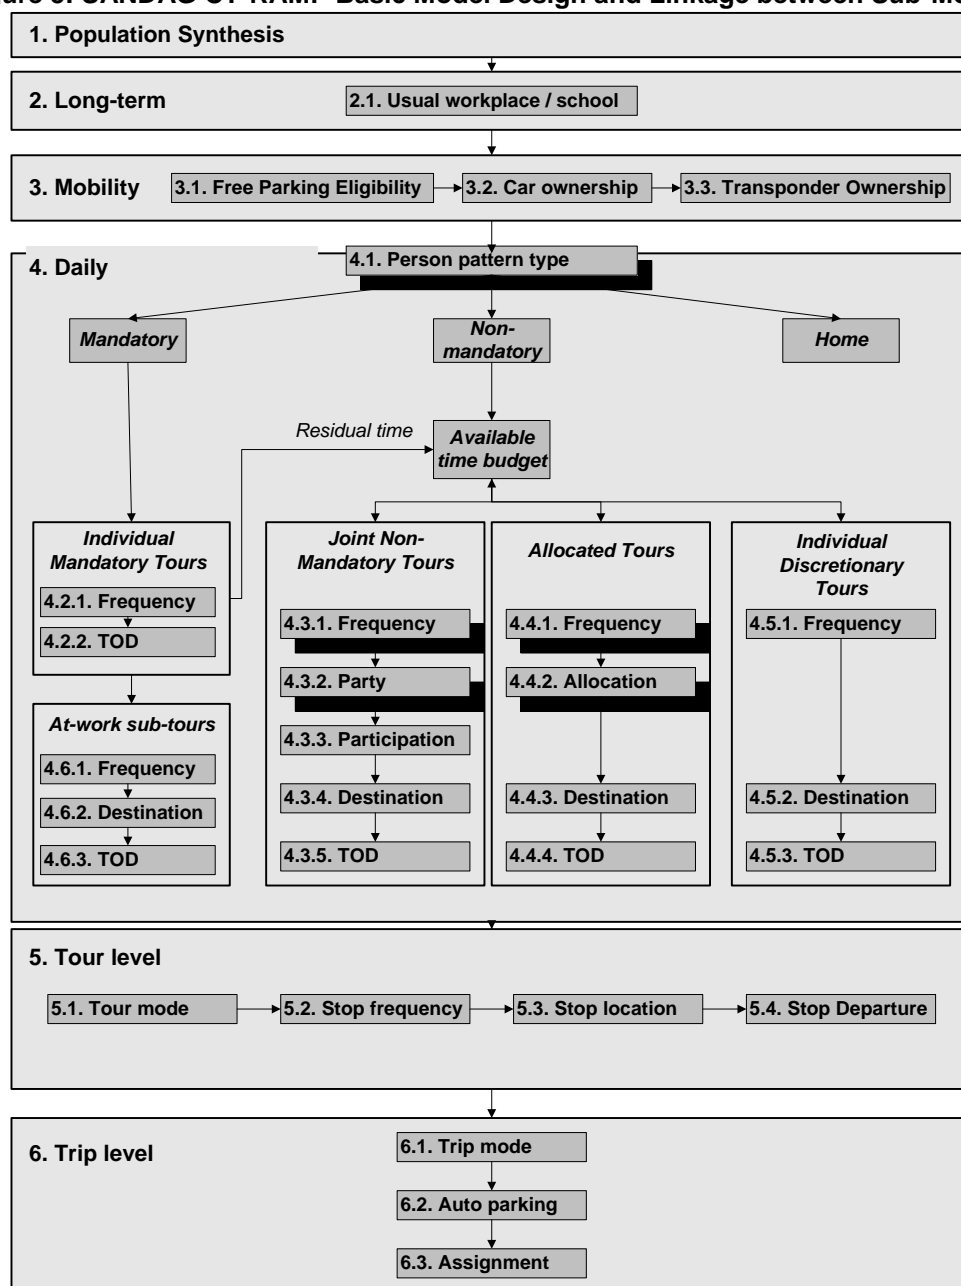 1. Population Synthesis
2. Long-term
2.1. Usual workplace / school
3. Mobility
3.1. Free Parking Eligibility
3.2. Car ownership
3.3. Transponder Ownership
4. Daily
4.1. Person pattern type
Mandatory
Non-
mandatory
Home
Residual time
Available
time budget
Individual
Mandatory Tours
4.2.1. Frequency
4.2.2. TOD
At-work sub-tours
4.6.1. Frequency
4.6.2. Destination
4.6.3. TOD
Joint Non-
Mandatory Tours
4.3.1. Frequency
4.3.2. Party
4.3.3. Participation
4.3.4. Destination
4.3.5. TOD
Allocated Tours
4.4.1. Frequency
4.4.2. Allocation
4.4.3. Destination
4.4.4. TOD
Individual
Discretionary
Tours
4.5.1. Frequency
4.5.2. Destination
4.5.3. TOD
5. Tour level
5.1. Tour mode
5.2. Stop frequency
5.3. Stop location
5.4. Stop Departure
6. Trip level
6.1. Trip mode
6.2. Auto parking
6.3. Assignment